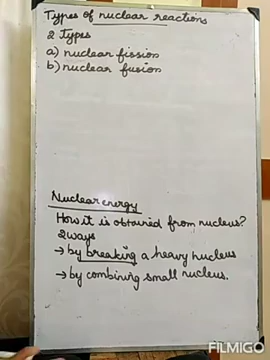 Types of nuclear reactions
2 Types
a) nuclear fission
b) nuclear fusion
Nuclear energy
How it is obtained from nucleus?
2 ways
→ by breaking a heavy nucleus
→ by combining small nucleus.
FILMIGO